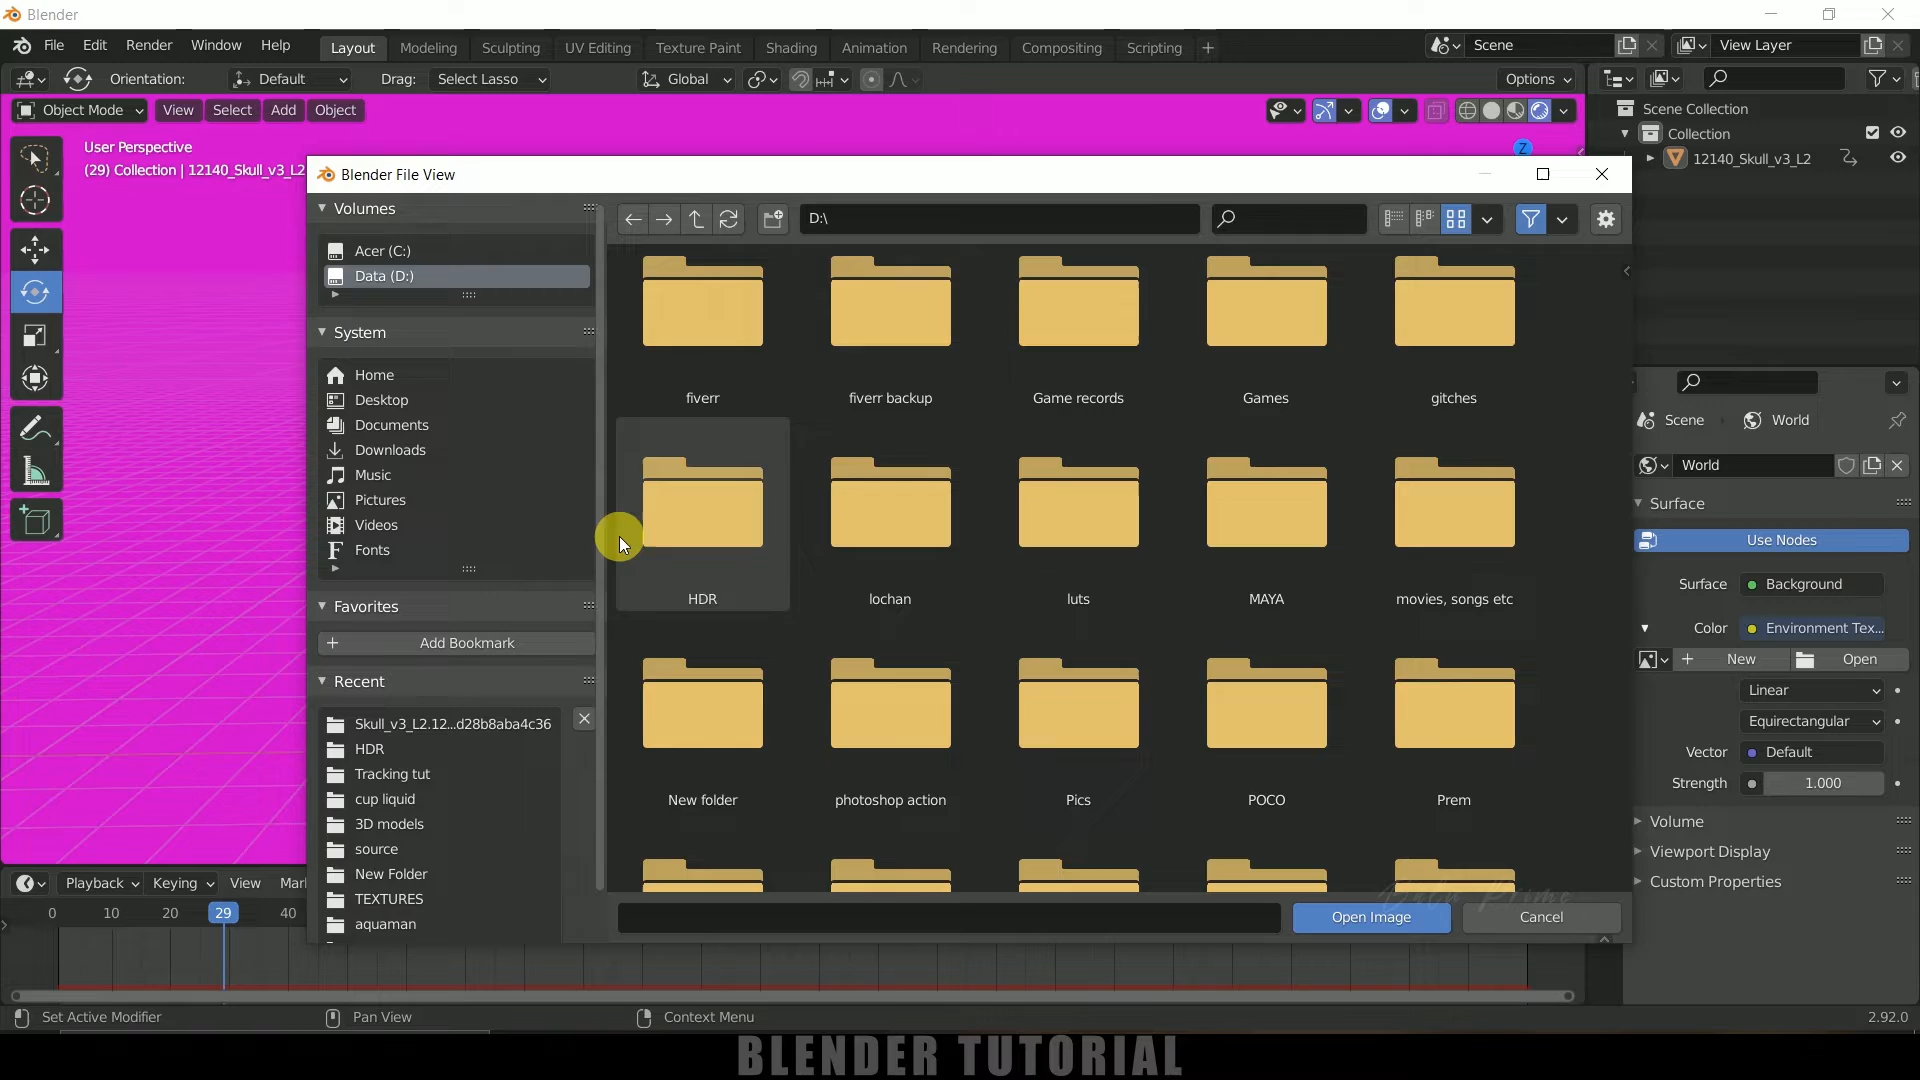 Blender
File Edit Render Window Help Layout Modeling Sculpting UV Editing Texture Paint Shading Animation Rendering Compositing Scripting + Scene View Layer
Orientation: Default Drag: Select Lasso Global Options
Object Mode View Select Add Object
Scene Collection
Collection
12140_Skull_v3_L2
User Perspective
(29) Collection | 12140_Skull_v3_L2
Z
Blender File View
Volumes
D:\
Acer (C:)
Data (D:)
System
Home
Desktop
Documents
Downloads
Music
Pictures
Videos
Fonts
Favorites
Add Bookmark
Recent
Skull_v3_L2.12...d28b8aba4c36
HDR
Tracking tut
cup liquid
3D models
source
New Folder
TEXTURES
aquaman
fiverr fiverr backup Game records Games gitches
HDR lochan luts MAYA movies, songs etc
New folder photoshop action Pics POCO Prem
Open Image Cancel
Scene World
World
Surface
Use Nodes
Surface Background
Color Environment Tex...
New Open
Linear
Equirectangular
Vector Default
Strength 1.000
Volume
Viewport Display
Custom Properties
Playback Keying View Mar
0 10 20 29 40
Set Active Modifier Pan View Context Menu 2.92.0
BLENDER TUTORIAL